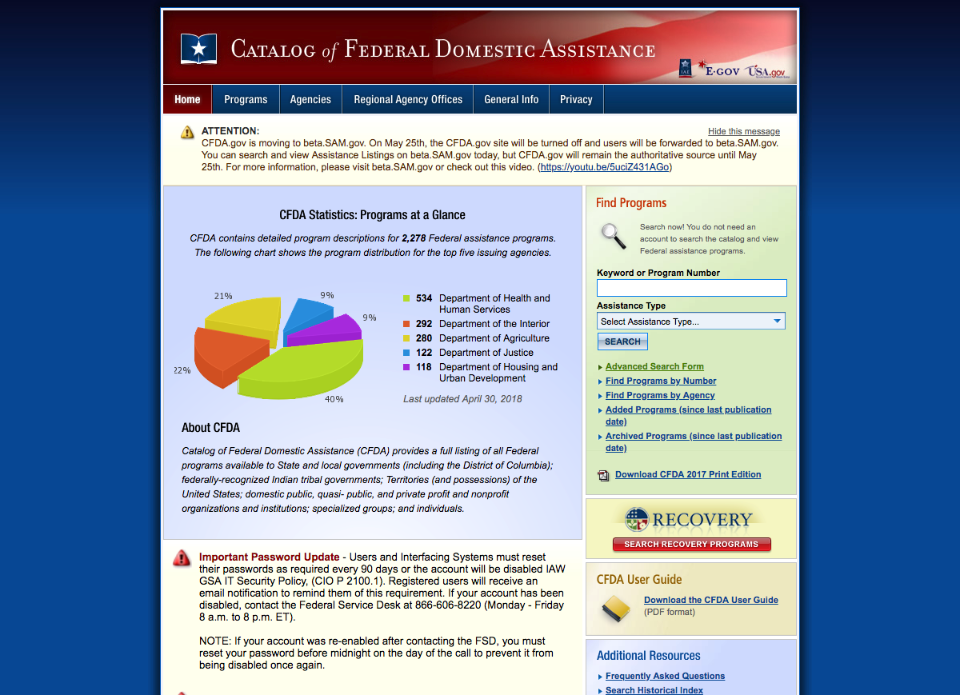 CATALOG of FEDERAL DOMESTIC ASSISTANCE
E-GOV USA.gov
Home Programs Agencies Regional Agency Offices General Info Privacy
ATTENTION: Hide this message
CFDA.gov is moving to beta.SAM.gov. On May 25th, the CFDA.gov site will be turned off and users will be forwarded to beta.SAM.gov.
You can search and view Assistance Listings on beta.SAM.gov today, but CFDA.gov will remain the authoritative source until May
25th. For more information, please visit beta.SAM.gov or check out this video. (https://youtu.be/5uciZ431AGo)
CFDA Statistics: Programs at a Glance
CFDA contains detailed program descriptions for 2,278 Federal assistance programs.
The following chart shows the program distribution for the top five issuing agencies.
21%
9%
9%
22%
40%
534 Department of Health and
Human Services
292 Department of the Interior
280 Department of Agriculture
122 Department of Justice
118 Department of Housing and
Urban Development
Last updated April 30, 2018
About CFDA
Catalog of Federal Domestic Assistance (CFDA) provides a full listing of all Federal
programs available to State and local governments (including the District of Columbia);
federally-recognized Indian tribal governments; Territories (and possessions) of the
United States; domestic public, quasi- public, and private profit and nonprofit
organizations and institutions; specialized groups; and individuals.
Important Password Update - Users and Interfacing Systems must reset
their passwords as required every 90 days or the account will be disabled IAW
GSA IT Security Policy, (CIO P 2100.1). Registered users will receive an
email notification to remind them of this requirement. If your account has been
disabled, contact the Federal Service Desk at 866-606-8220 (Monday - Friday
8 a.m. to 8 p.m. ET).
NOTE: If your account was re-enabled after contacting the FSD, you must
reset your password before midnight on the day of the call to prevent it from
being disabled once again.
Find Programs
Search now! You do not need an
account to search the catalog and view
Federal assistance programs.
Keyword or Program Number
Assistance Type
Select Assistance Type...
SEARCH
Advanced Search Form
Find Programs by Number
Find Programs by Agency
Added Programs (since last publication
date)
Archived Programs (since last publication
date)
Download CFDA 2017 Print Edition
RECOVERY
SEARCH RECOVERY PROGRAMS
CFDA User Guide
Download the CFDA User Guide
(PDF format)
Additional Resources
Frequently Asked Questions
Search Historical Index